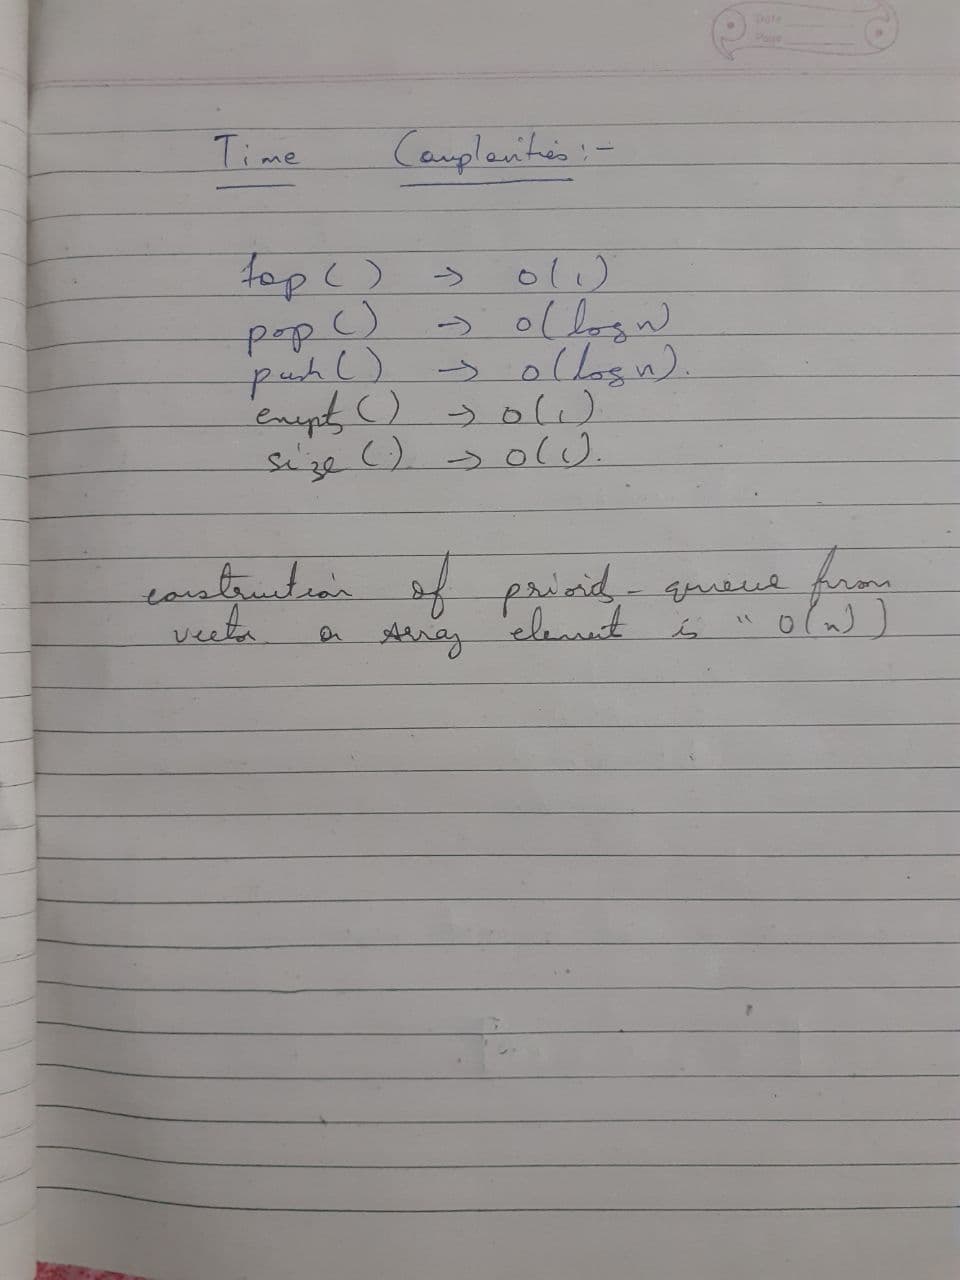 Date
Page
Time Complexities :-
top () → O(1)
pop () → O(log n)
push () → O(log n).
empty () → O(1)
size () → O(1).
construction of priority-queue from
vector or Array element is " O(n) )